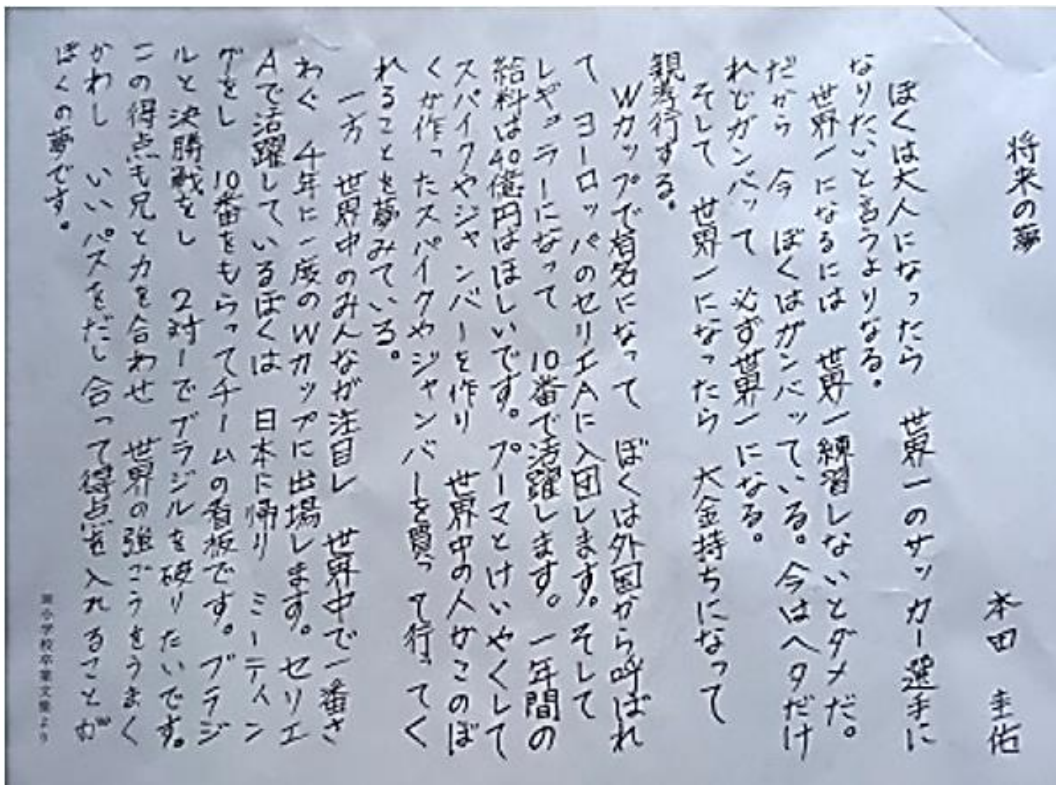 将来の夢
本田 圭佑
ぼくは大人になったら 世界一のサッカー選手に
なりたいと言うよりなる。
世界一になるには 世界一練習しないとダメだ。
だから 今 ぼくはガンバッている。今はヘタだけ
れどガンバッて 必ず世界一になる。
そして 世界一になったら 大金持ちになって
親孝行する。
Wカップで有名になって ぼくは外国から呼ばれ
て ヨーロッパのセリエAに入団します。そして
レギュラーになって 10番で活躍します。一年間の
給料は40億円はほしいです。プーマとけいやくして
スパイクやジャンバーを作り 世界中の人がこのぼ
くが作ったスパイクやジャンバーを買って行ってく
れることを夢みている。
一方 世界中のみんなが注目し 世界中で一番さ
わぐ 4年に一度のWカップに出場します。セリエ
Aで活躍しているぼくは 日本に帰り ミーティン
グをし 10番をもらってチームの看板です。ブラジ
ルと決勝戦をし 2対1でブラジルを破りたいです。
この得点も兄と力を合わせ 世界の強ごうをうまく
かわし いいパスをだし合って得点を入れることが
ぼくの夢です。
小学校卒業文集より